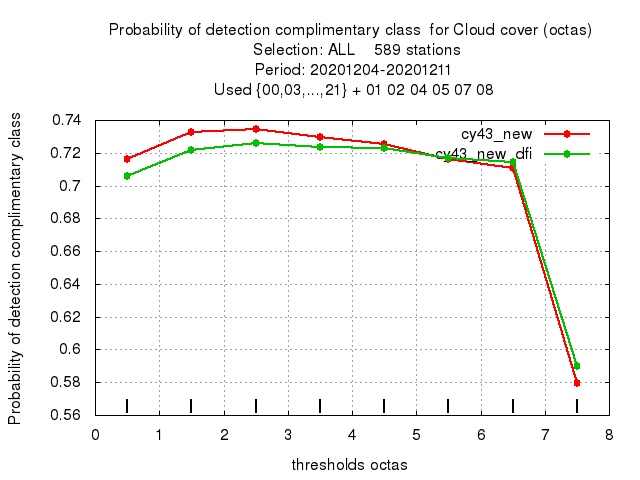 Probability of detection complimentary class  for Cloud cover (octas)
Selection: ALL    589 stations
Period: 20201204-20201211
Used {00,03,...,21} + 01 02 04 05 07 08
Probability of detection complimentary class
0.74
0.72
0.7
0.68
0.66
0.64
0.62
0.6
0.58
0.56
cy43_new
cy43_new_dfi
0 1 2 3 4 5 6 7 8
thresholds octas